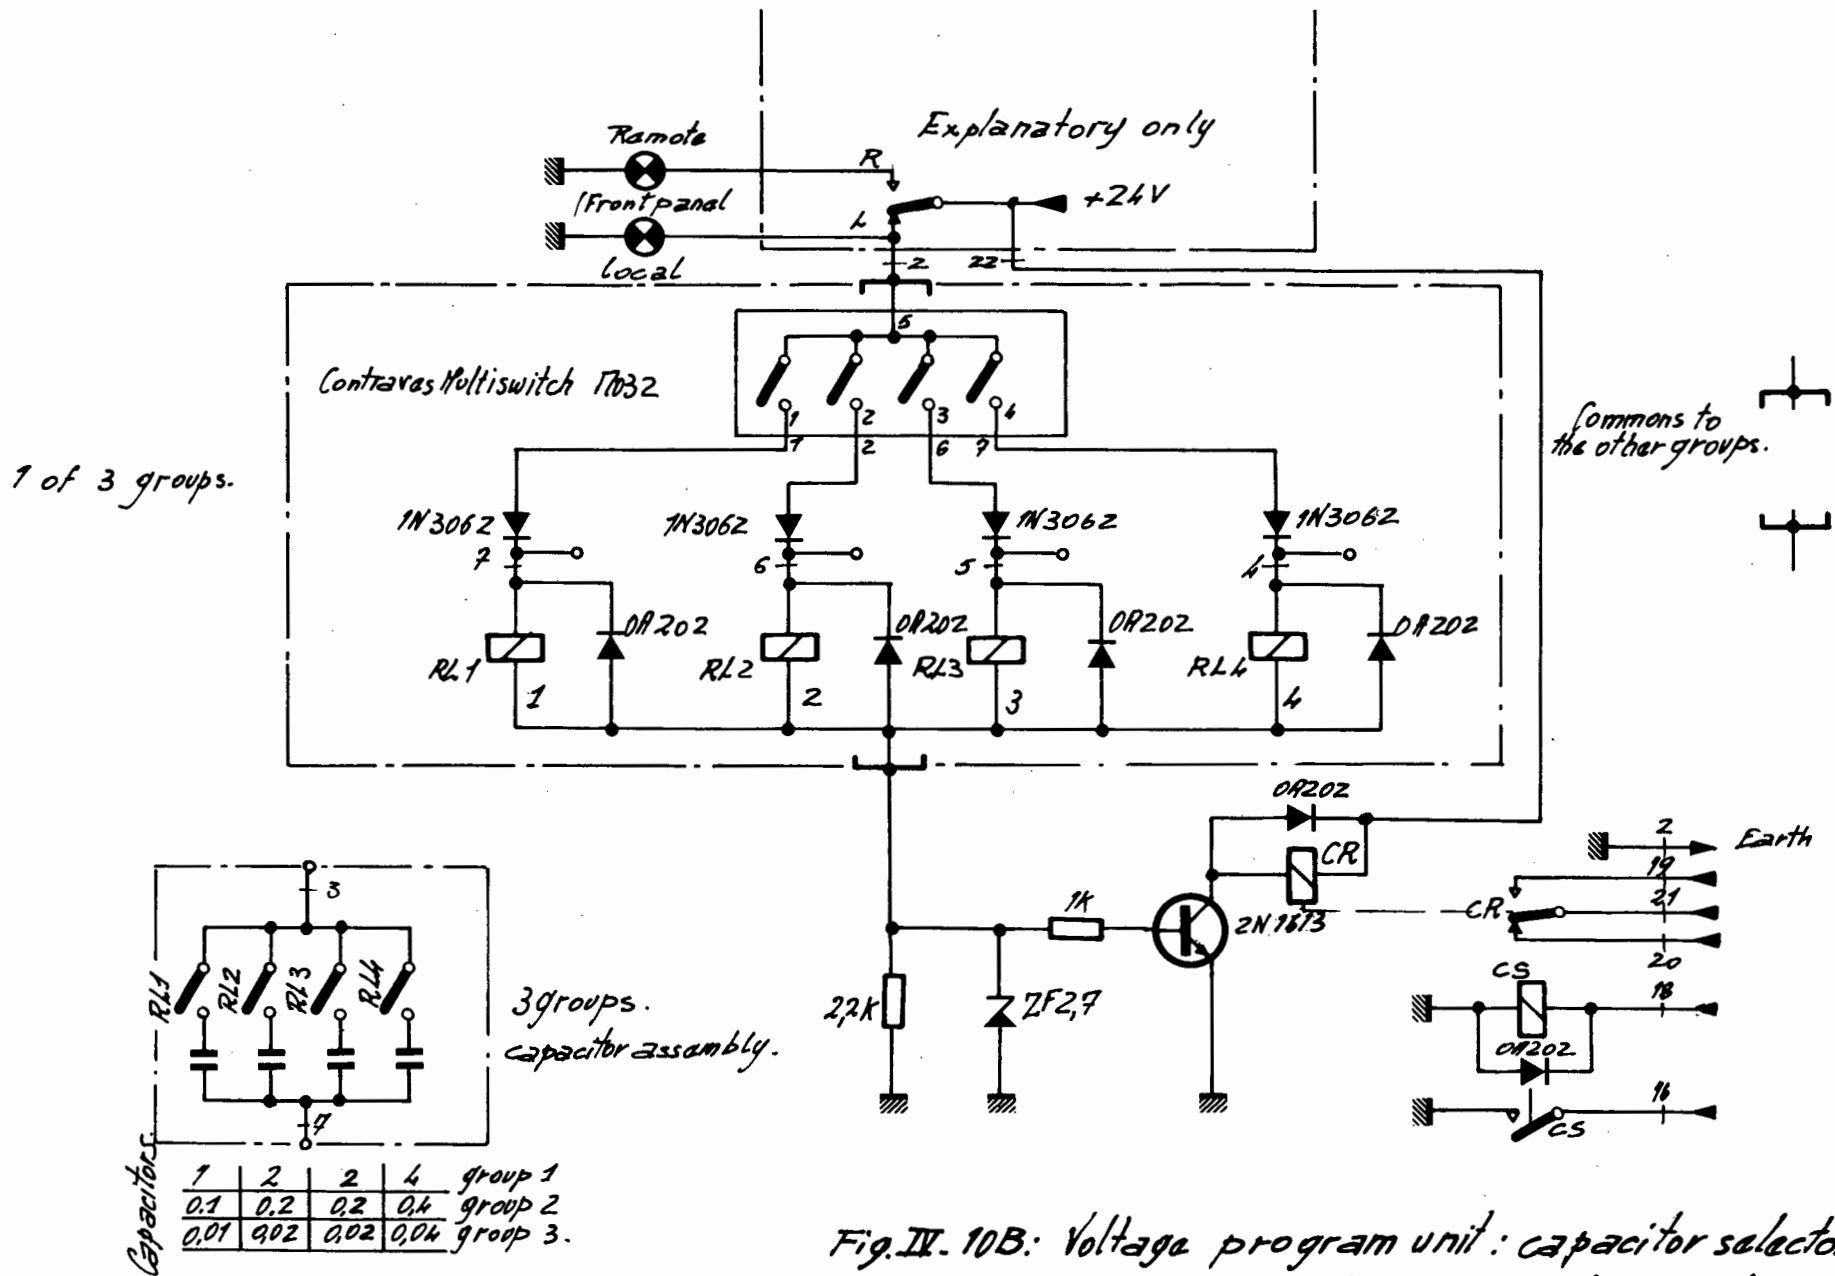 Explanatory only
Remote
R
+24V
(Front panel
L
local
2
22
5
Contraves Multiswitch
1 2 3 4
1 2 6 7
Commons to
the other groups.
1 of 3 groups.
1N3062 1N3062 1N3062 1N3062
7 6 5 4
OA202 OA202 OA202 OA202
RL1 RL2 RL3 RL4
1 2 3 4
OA202
CR
2 Earth
19
CR 21
20
1K
2N1613
3
RL1 RL2 RL3 RL4
3 groups.
capacitor assembly.
2,2K
ZF2,7
CS
18
OA202
16
CS
7
Capacitors
1 2 2 4 group 1
0.1 0.2 0,2 0,4 group 2
0,01 0,02 0,02 0,04 group 3.
Fig. IV. 10B: Voltage program unit: capacitor selecto